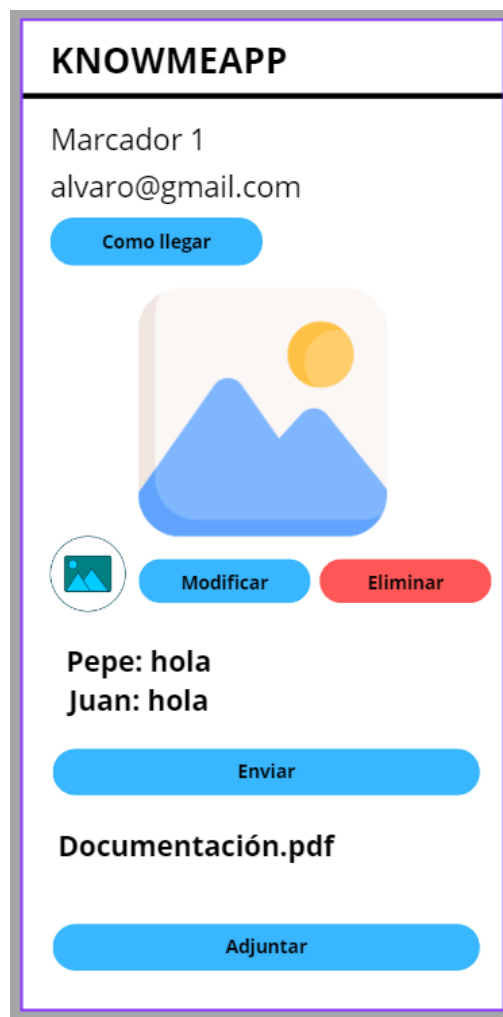 KNOWMEAPP
Marcador 1
alvaro@gmail.com
Como llegar
Modificar
Eliminar
Pepe: hola
Juan: hola
Enviar
Documentación.pdf
Adjuntar